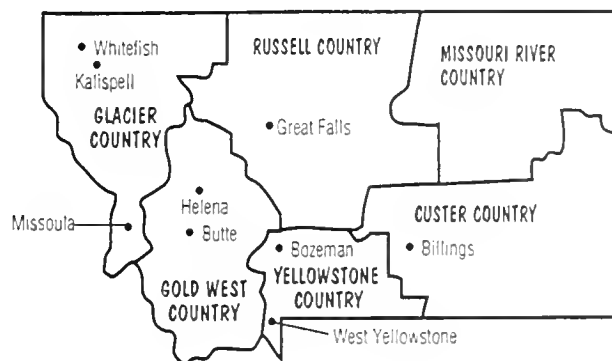 Whitefish
Kalispell
GLACIER
COUNTRY
RUSSELL COUNTRY
MISSOURI RIVER
COUNTRY
Great Falls
Missoula
Helena
Butte
GOLD WEST
COUNTRY
Bozeman
YELLOWSTONE
COUNTRY
West Yellowstone
CUSTER COUNTRY
Billings